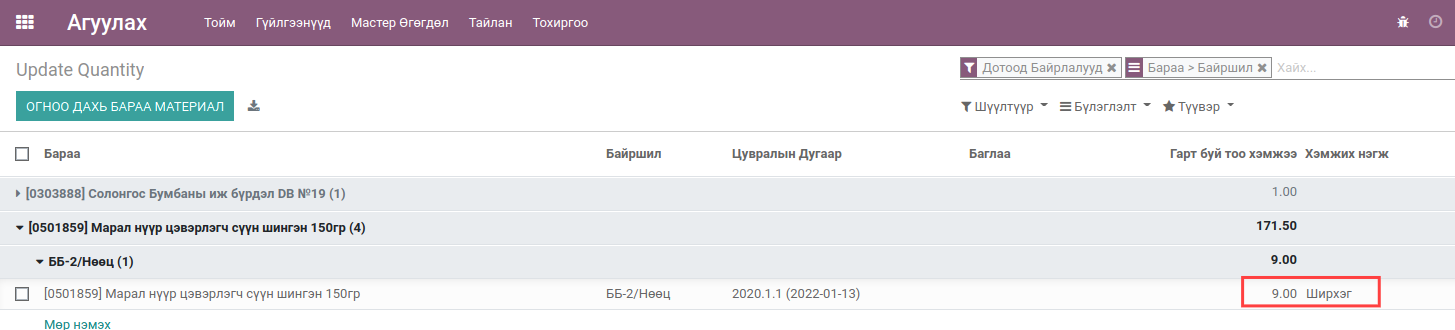 Агуулах Тойм Гүйлгээнүүд Мастер Өгөгдөл Тайлан Тохиргоо
Update Quantity
Дотоод Байрлалууд Бараа > Байршил Хайх...
ОГНОО ДАХЬ БАРАА МАТЕРИАЛ
Шүүлтүүр Бүлэглэлт Түүвэр
Бараа Байршил Цувралын Дугаар Баглаа Гарт буй тоо хэмжээ Хэмжих нэгж
[0303888] Солонгос Бумбаны иж бүрдэл DB №19 (1) 1.00
[0501859] Марал нүүр цэвэрлэгч сүүн шингэн 150гр (4) 171.50
ББ-2/Нөөц (1) 9.00
[0501859] Марал нүүр цэвэрлэгч сүүн шингэн 150гр ББ-2/Нөөц 2020.1.1 (2022-01-13) 9.00 Ширхэг
Мөр нэмэх